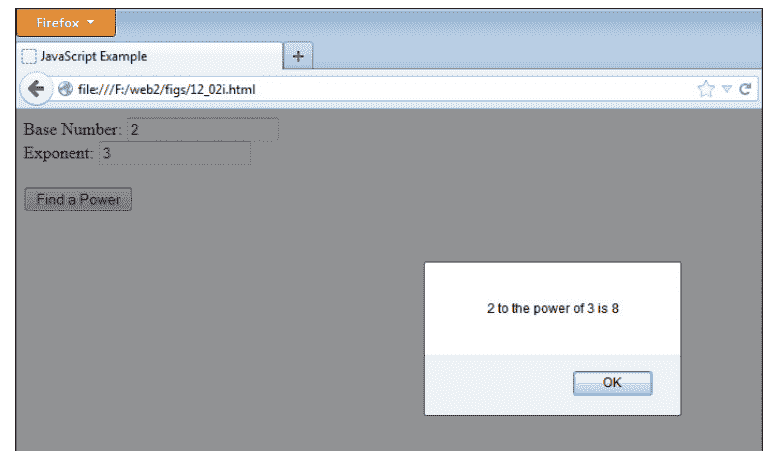 Firefox
JavaScript Example
+
file:///F:/web2/figs/12_02i.html
Base Number: 2
Exponent: 3
Find a Power
2 to the power of 3 is 8
OK